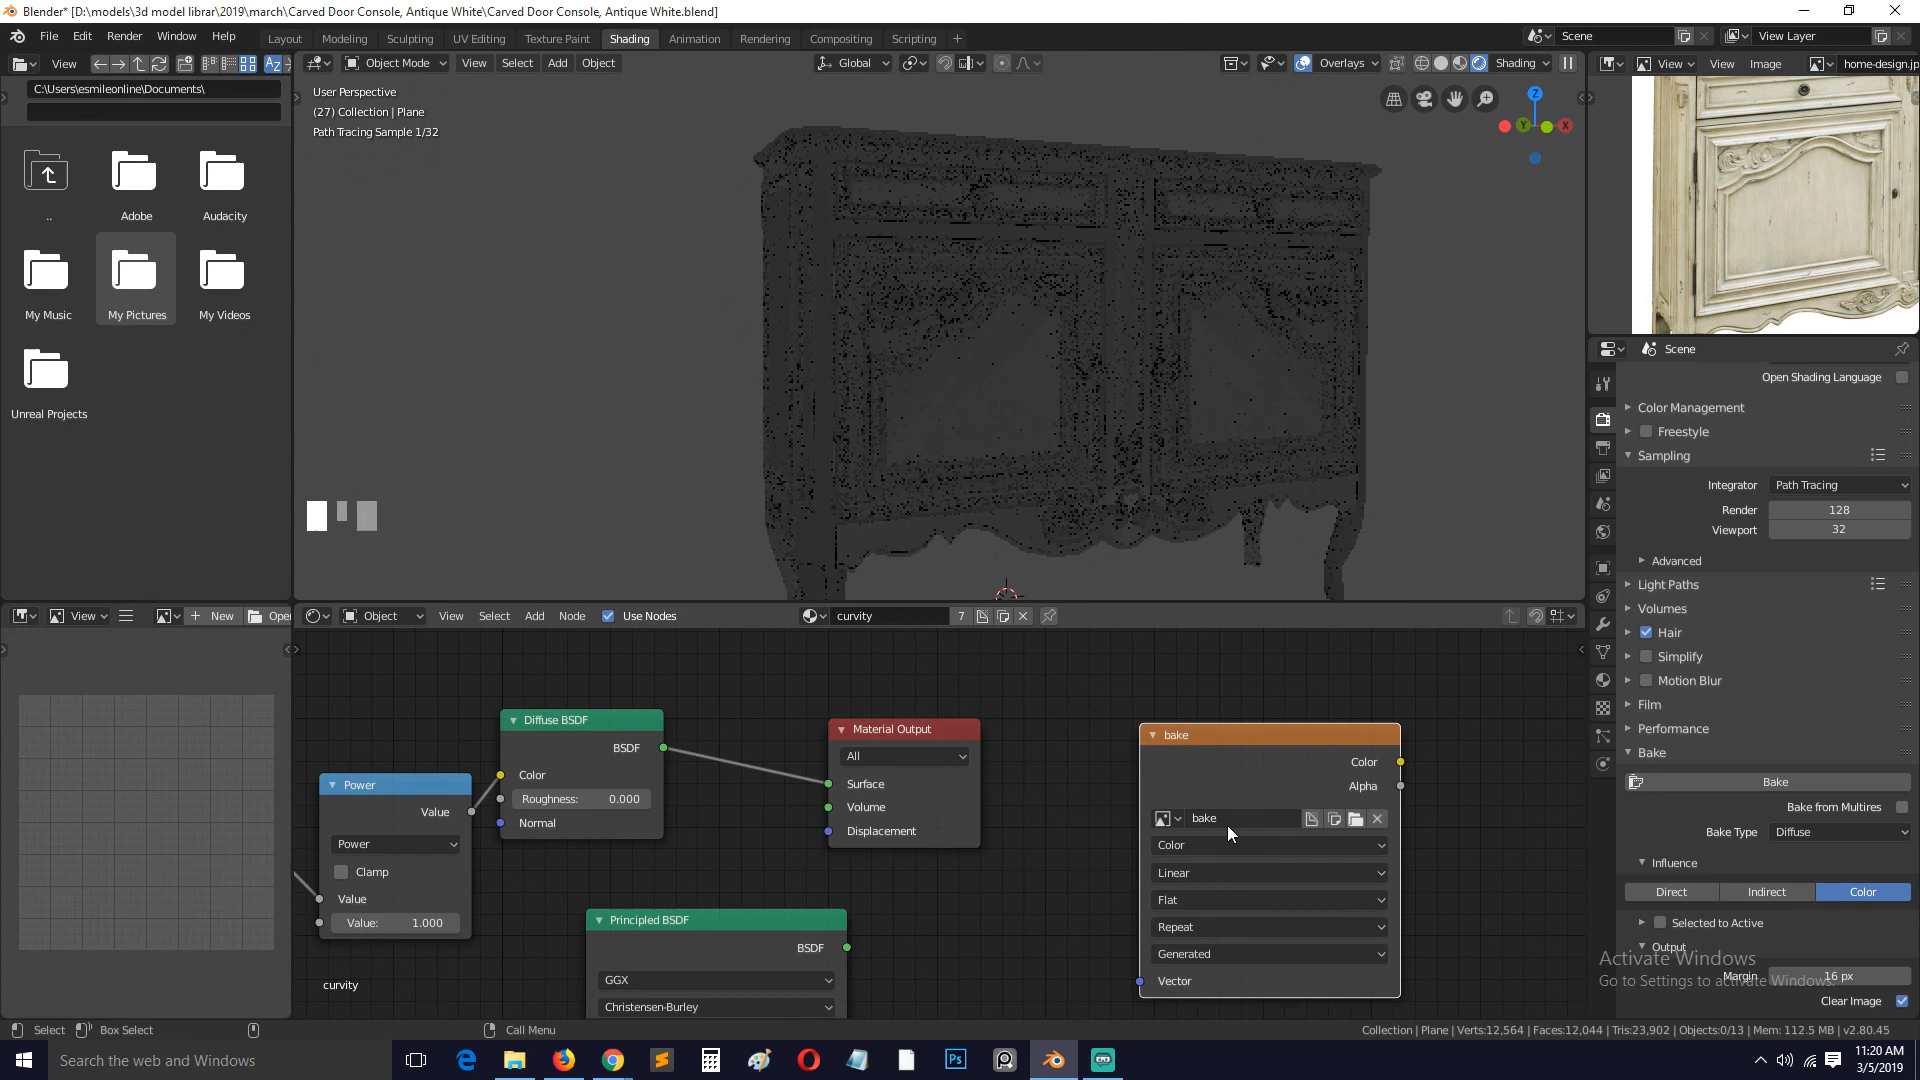 Blender* [D:\models\3d model librar\2019\march\Carved Door Console, Antique White\Carved Door Console, Antique White.blend]
File Edit Render Window Help
Layout Modeling Sculpting UV Editing Texture Paint Shading Animation Rendering Compositing Scripting +
Scene View Layer
View
Object Mode View Select Add Object Global Overlays Shading
View View Image home-design.jp
C:\Users\esmileonline\Documents\
..
Adobe
Audacity
My Music
My Pictures
My Videos
Unreal Projects
User Perspective
(27) Collection | Plane
Path Tracing Sample 1/32
Z
Y
X
Scene
Open Shading Language
Color Management
Freestyle
Sampling
Integrator Path Tracing
Render 128
Viewport 32
Advanced
Light Paths
Volumes
Hair
Simplify
Motion Blur
Film
Performance
Bake
Bake
Bake from Multires
Bake Type Diffuse
Influence
Direct Indirect Color
Selected to Active
Output
Margin 16 px
Clear Image
Activate Windows
Go to Settings to activate Windows.
View New Open
Object View Select Add Node Use Nodes curvity 7
Power
Value
Power
Clamp
Value
Value: 1.000
curvity
Diffuse BSDF
BSDF
Color
Roughness: 0.000
Normal
Material Output
All
Surface
Volume
Displacement
Principled BSDF
BSDF
GGX
Christensen-Burley
bake
Color
Alpha
bake
Color
Linear
Flat
Repeat
Generated
Vector
Select Box Select Call Menu
Collection | Plane | Verts:12,564 | Faces:12,044 | Tris:23,902 | Objects:0/13 | Mem: 112.5 MB | v2.80.45
Search the web and Windows
11:20 AM
3/5/2019